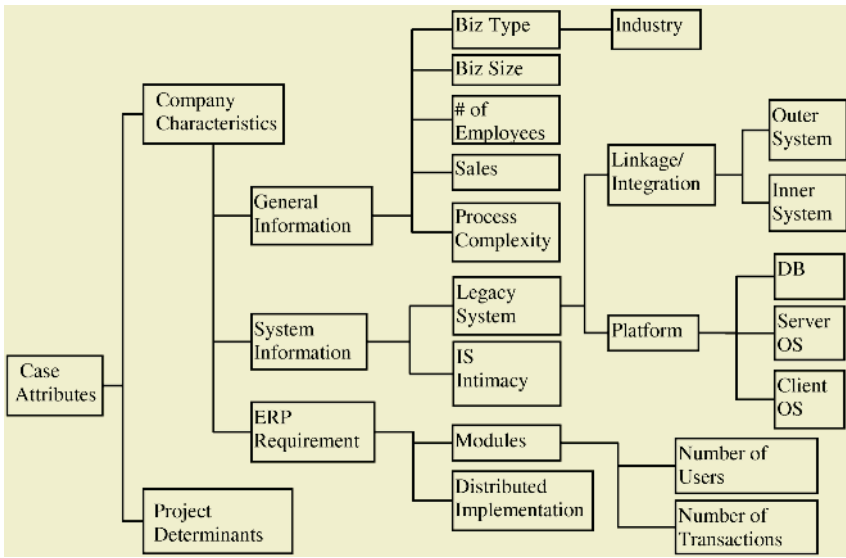 Case
Attributes
Company
Characteristics
General
Information
Biz Type
Industry
Biz Size
# of
Employees
Sales
Process
Complexity
System
Information
Legacy
System
Linkage/
Integration
Outer
System
Inner
System
Platform
DB
Server
OS
Client
OS
IS
Intimacy
ERP
Requirement
Modules
Number of
Users
Number of
Transactions
Distributed
Implementation
Project
Determinants